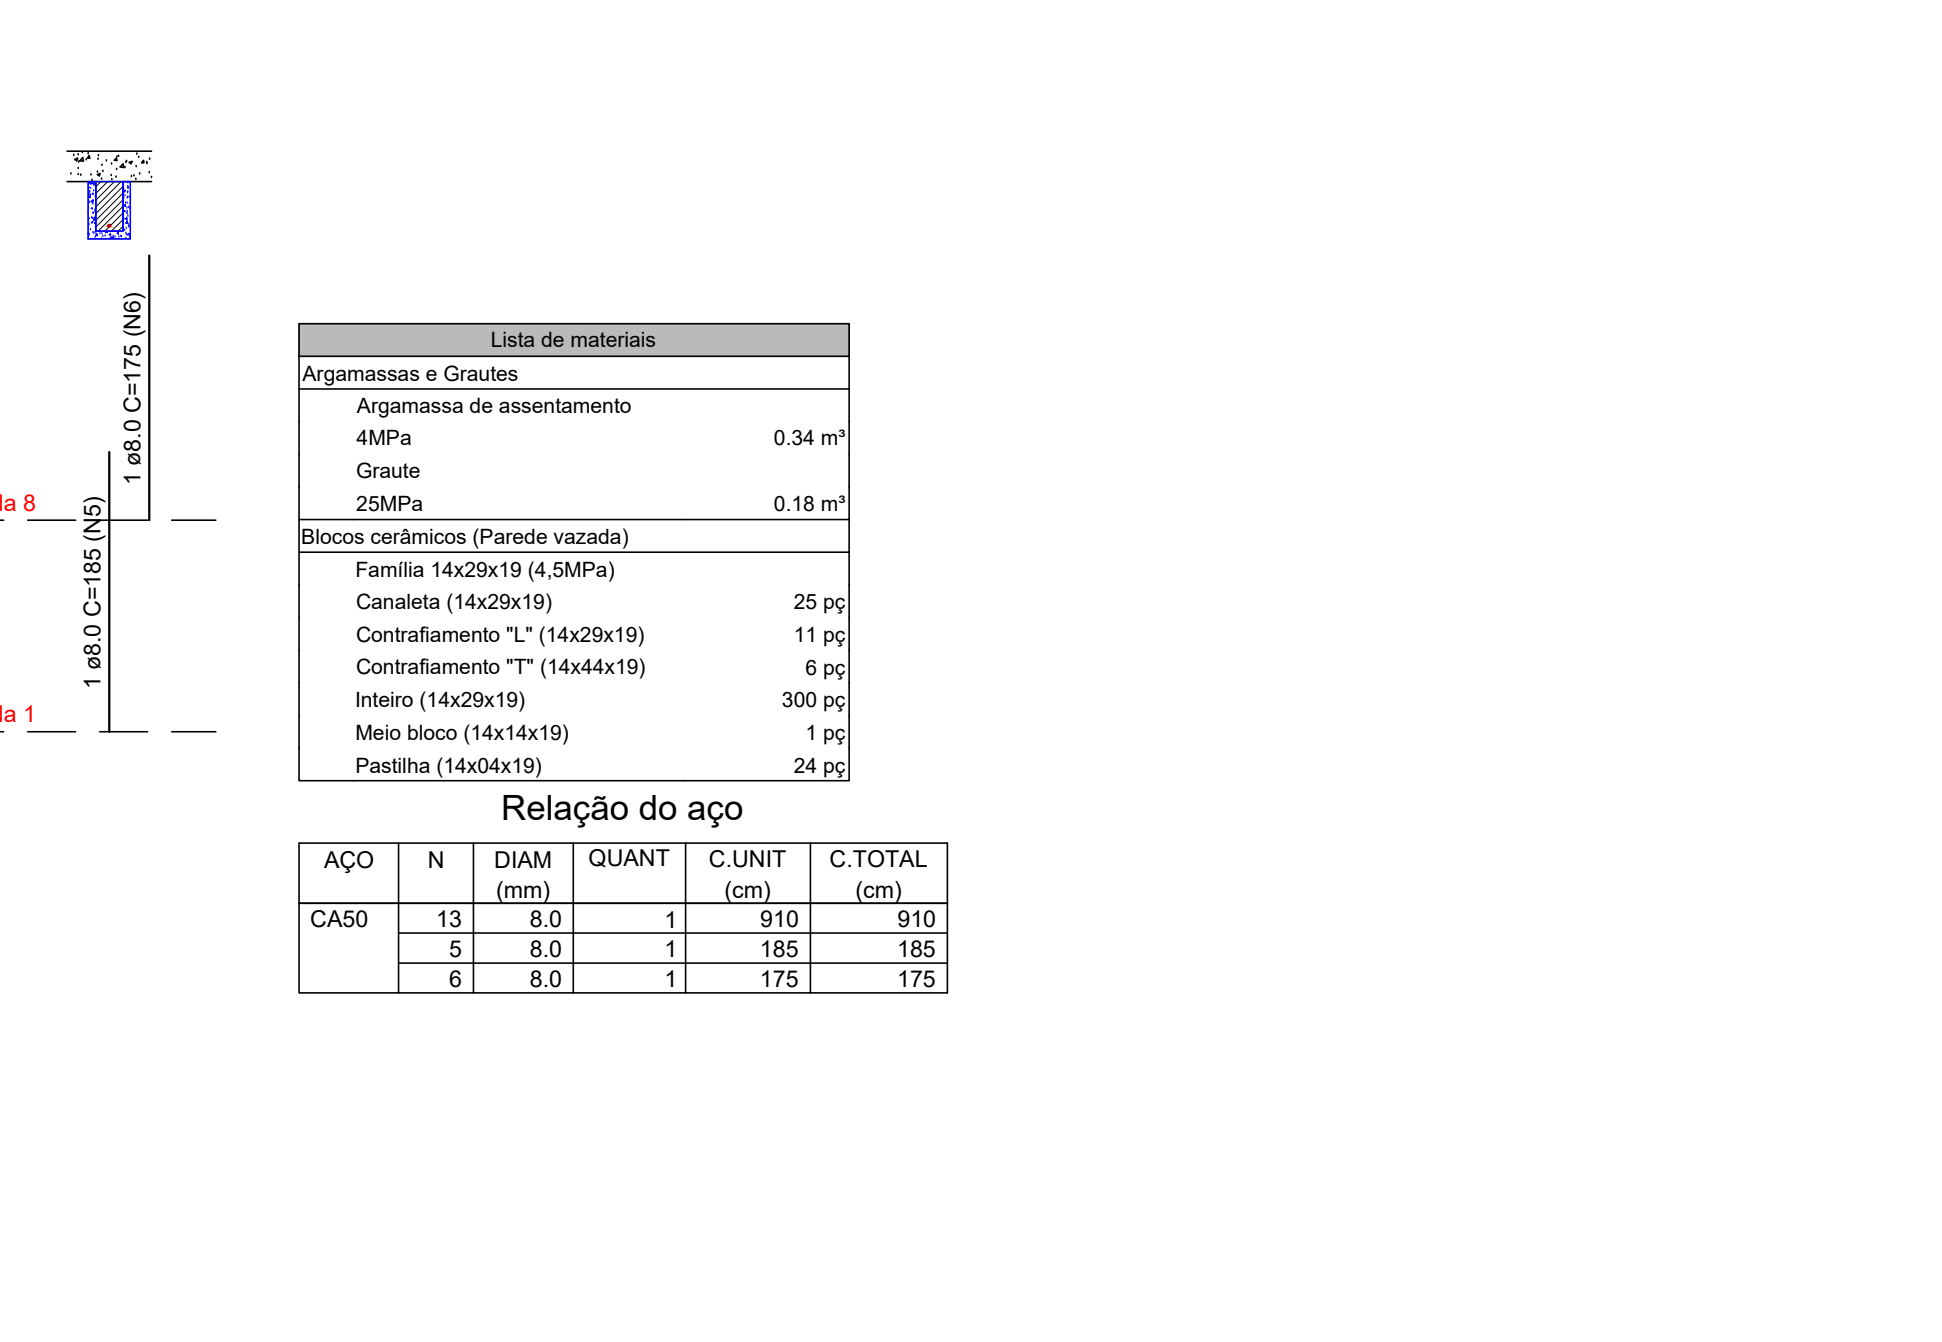 1 ø8.0 C=175 (N6)
la 8
1 ø8.0 C=185 (N5)
la 1
Lista de materiais
Argamassas e Grautes
Argamassa de assentamento
4MPa 0.34 m³
Graute
25MPa 0.18 m³
Blocos cerâmicos (Parede vazada)
Família 14x29x19 (4,5MPa)
Canaleta (14x29x19) 25 pç
Contrafiamento "L" (14x29x19) 11 pç
Contrafiamento "T" (14x44x19) 6 pç
Inteiro (14x29x19) 300 pç
Meio bloco (14x14x19) 1 pç
Pastilha (14x04x19) 24 pç
Relação do aço
AÇO N DIAM QUANT C.UNIT C.TOTAL
(mm) (cm) (cm)
CA50 13 8.0 1 910 910
5 8.0 1 185 185
6 8.0 1 175 175